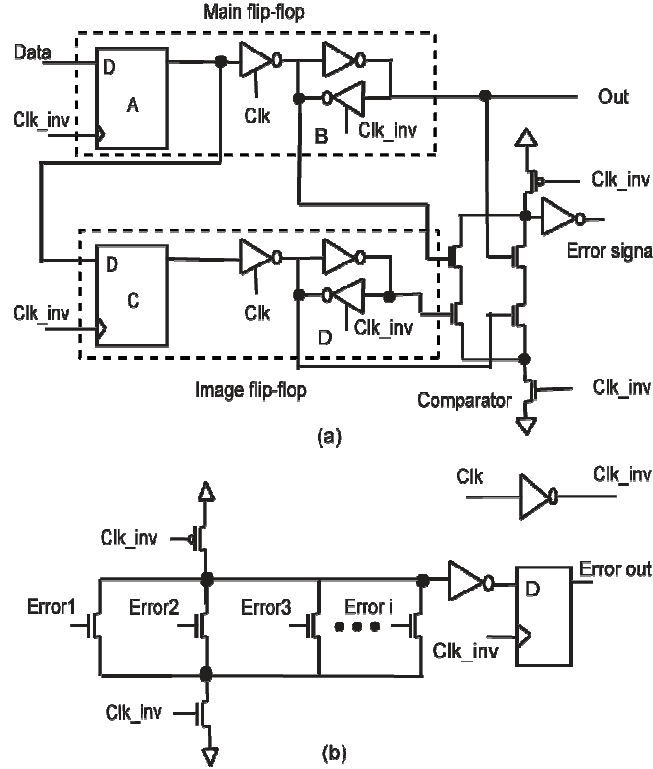 Main flip-flop
Data
D
A
Clk_inv
Clk
B
Clk_inv
Out
Clk_inv
Error signa
D
C
Clk_inv
Clk
D
Clk_inv
Image flip-flop
Comparator
Clk_inv
(a)
Clk
Clk_inv
Clk_inv
Error1
Error2
Error3
Error i
D
Error out
Clk_inv
Clk_inv
(b)